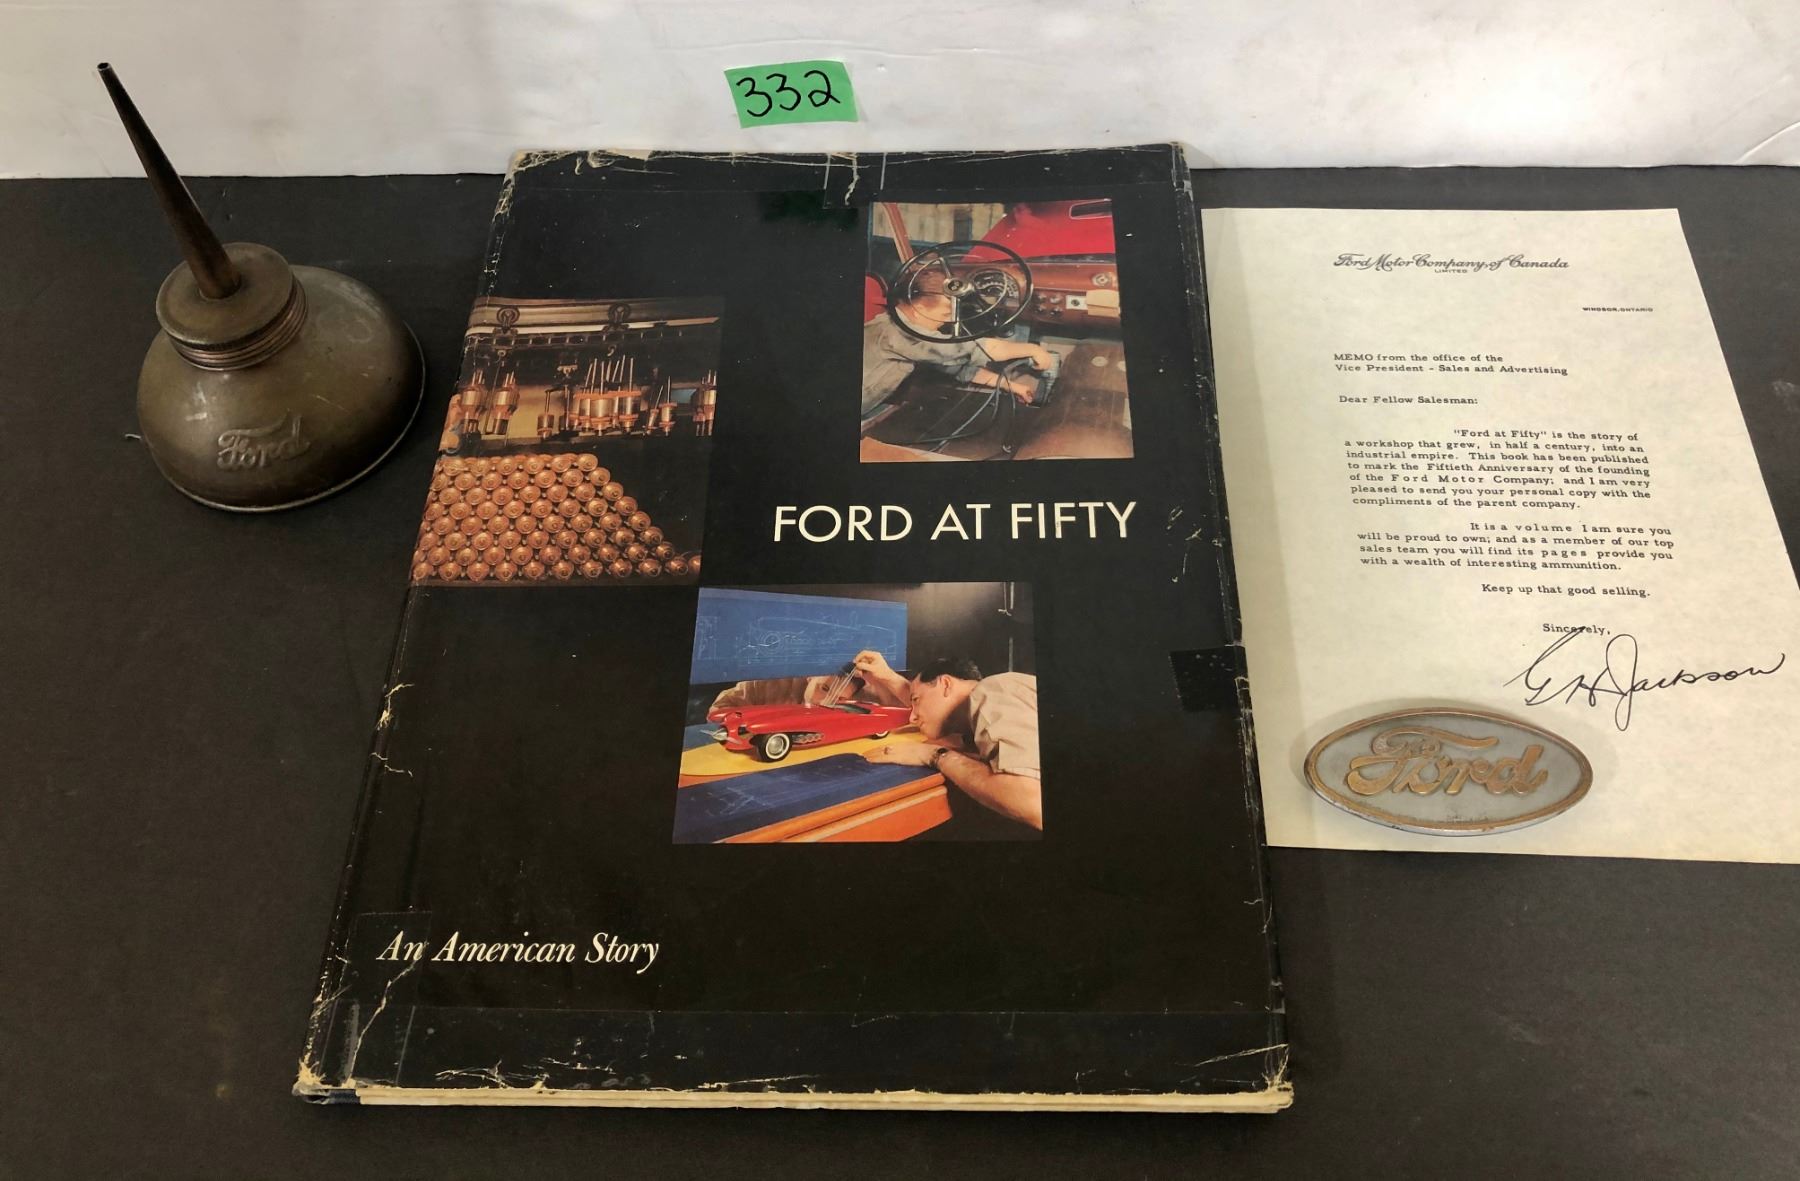 332
Ford
FORD AT FIFTY
An American Story
Ford Motor Company, of Canada
LIMITED
WINDSOR, ONTARIO
MEMO from the office of the
Vice President - Sales and Advertising
Dear Fellow Salesman:
"Ford at Fifty" is the story of
a workshop that grew, in half a century, into an
industrial empire. This book has been published
to mark the Fiftieth Anniversary of the founding
of the Ford Motor Company; and I am very
pleased to send you your personal copy with the
compliments of the parent company.
It is a volume I am sure you
will be proud to own; and as a member of our top
sales team you will find its pages provide you
with a wealth of interesting ammunition.
Keep up that good selling.
Sincerely,
G H Jackson
Ford